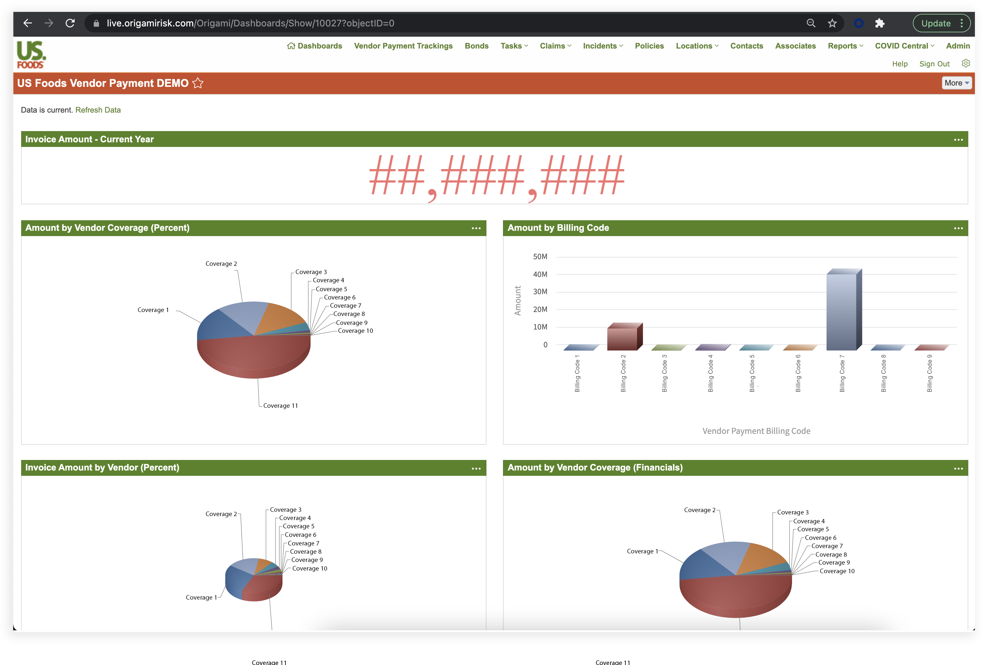 live.origamirisk.com/Origami/Dashboards/Show/10027?objectID=0
Update
US.
FOODS
Dashboards Vendor Payment Trackings Bonds Tasks Claims Incidents Policies Locations Contacts Associates Reports COVID Central Admin
Help Sign Out
US Foods Vendor Payment DEMO
More
Data is current. Refresh Data
Invoice Amount - Current Year
##,###,###
Amount by Vendor Coverage (Percent)
Coverage 1
Coverage 2
Coverage 3
Coverage 4
Coverage 5
Coverage 6
Coverage 7
Coverage 8
Coverage 9
Coverage 10
Coverage 11
Amount by Billing Code
Amount
50M
40M
30M
20M
10M
0
Billing Code 1
Billing Code 2
Billing Code 3
Billing Code 4
Billing Code 5
Billing Code 6
Billing Code 7
Billing Code 8
Billing Code 9
Vendor Payment Billing Code
Invoice Amount by Vendor (Percent)
Coverage 1
Coverage 2
Coverage 3
Coverage 4
Coverage 5
Coverage 6
Coverage 7
Coverage 8
Coverage 9
Coverage 10
Coverage 11
Amount by Vendor Coverage (Financials)
Coverage 1
Coverage 2
Coverage 3
Coverage 4
Coverage 5
Coverage 6
Coverage 7
Coverage 8
Coverage 9
Coverage 10
Coverage 11